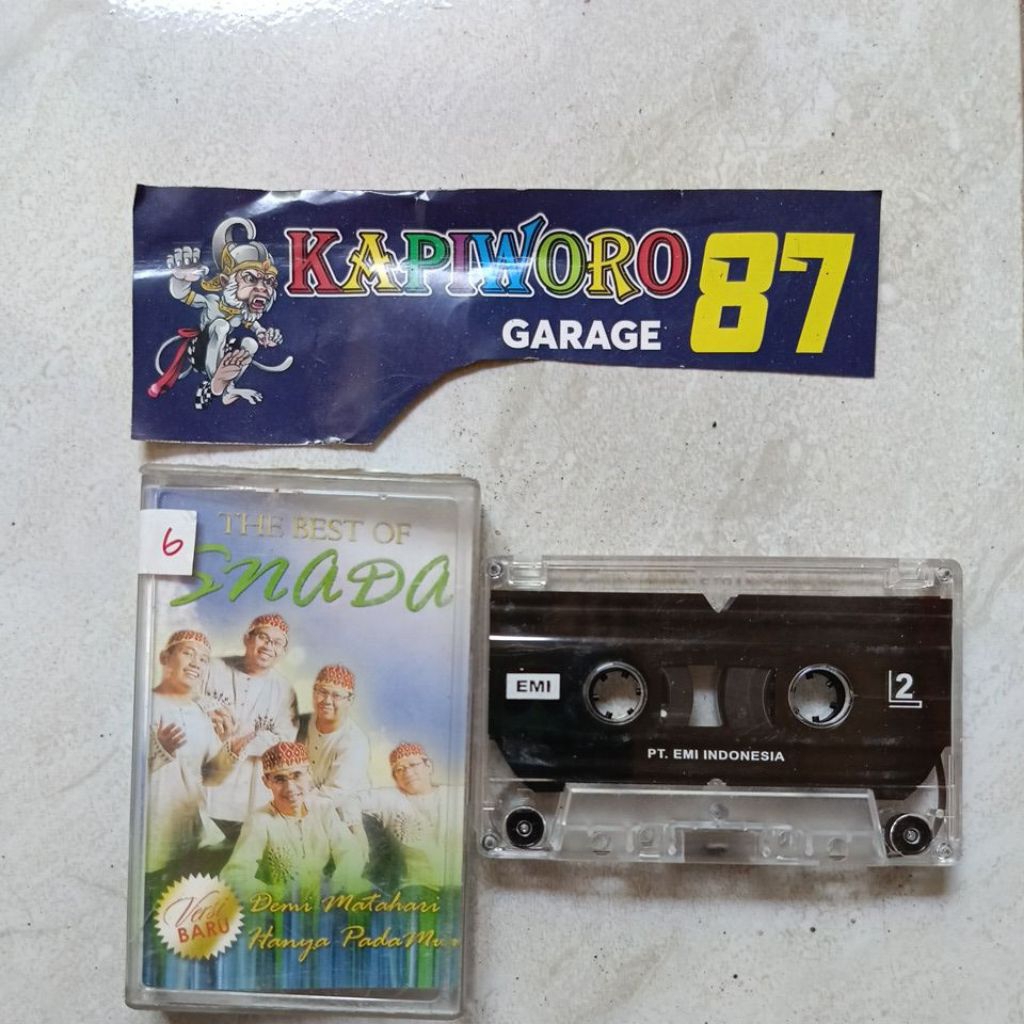 KAPIWORO 87
GARAGE
6
THE BEST OF
SNADA
Versi
BARU
Demi Matahari
Hanya PadaMu
EMI
2
PT. EMI INDONESIA